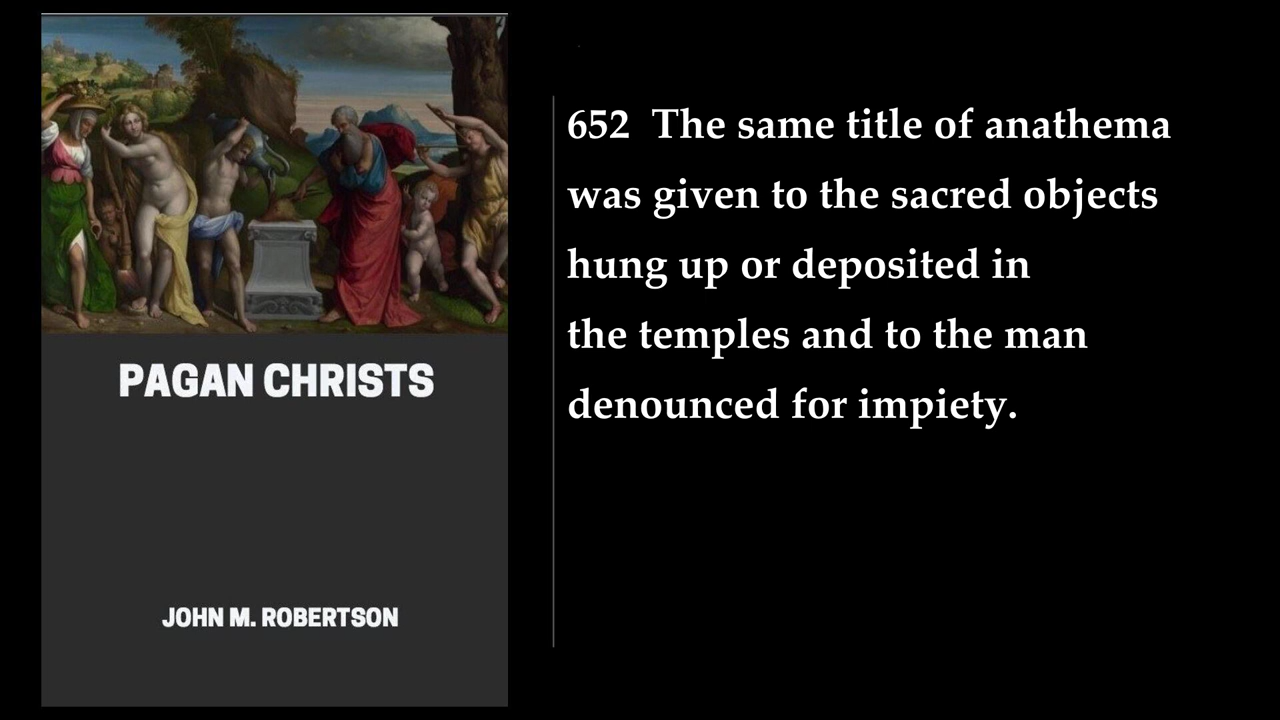 PAGAN CHRISTS
JOHN M. ROBERTSON
652 The same title of anathema
was given to the sacred objects
hung up or deposited in
the temples and to the man
denounced for impiety.